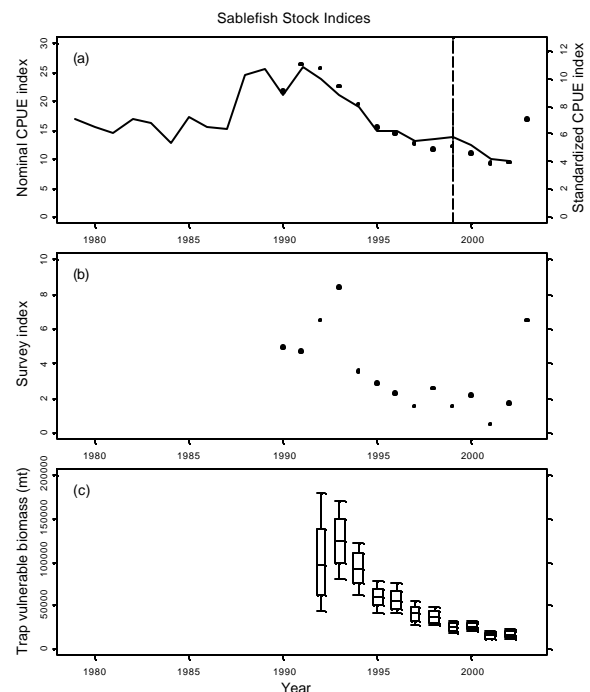 Sablefish Stock Indices
(a)
Nominal CPUE index
0 5 10 15 20 25 30
Standardized CPUE index
0 2 4 6 8 10 12
1980 1985 1990 1995 2000
(b)
Survey index
0 2 4 6 8 10
1980 1985 1990 1995 2000
(c)
Trap vulnerable biomass (mt)
0 50000 100000 150000 200000
1980 1985 1990 1995 2000
Year